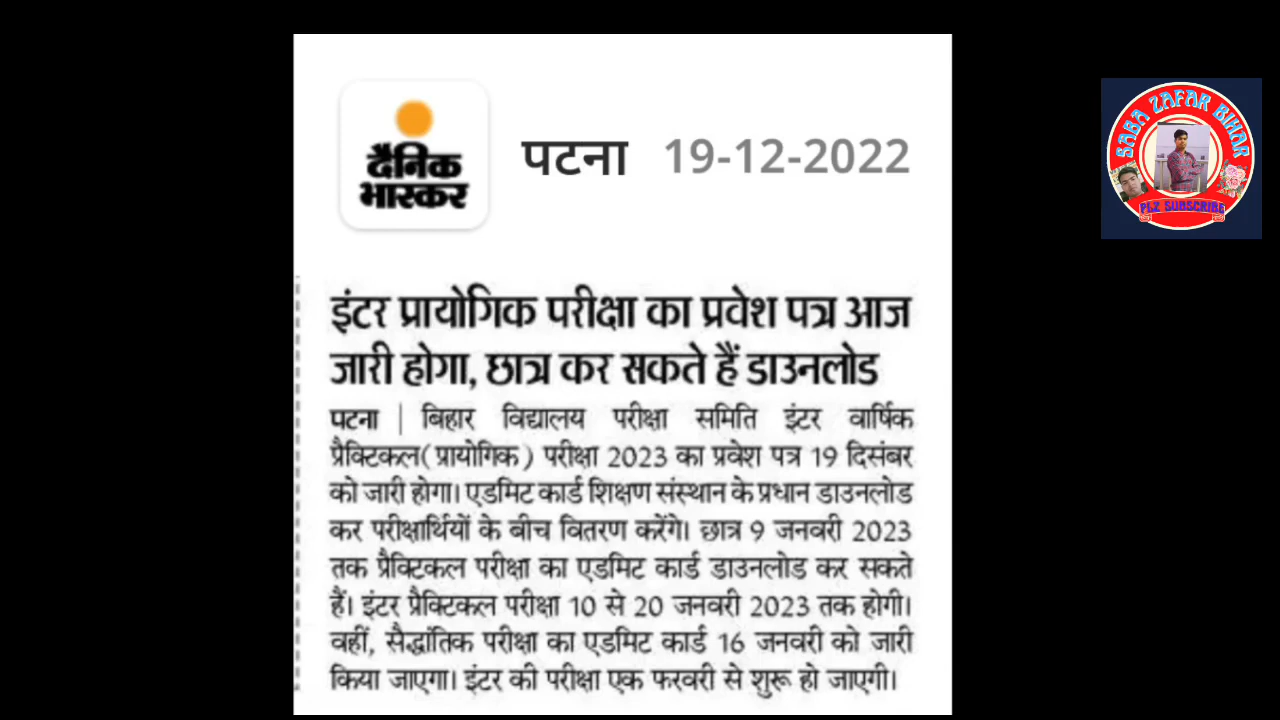 दैनिक
भास्कर
पटना 19-12-2022
SABA ZAFAR BIHAR
PLZ SUBSCRIBE
इंटर प्रायोगिक परीक्षा का प्रवेश पत्र आज
जारी होगा, छात्र कर सकते हैं डाउनलोड
पटना | बिहार विद्यालय परीक्षा समिति इंटर वार्षिक
प्रैक्टिकल(प्रायोगिक) परीक्षा 2023 का प्रवेश पत्र 19 दिसंबर
को जारी होगा। एडमिट कार्ड शिक्षण संस्थान के प्रधान डाउनलोड
कर परीक्षार्थियों के बीच वितरण करेंगे। छात्र 9 जनवरी 2023
तक प्रैक्टिकल परीक्षा का एडमिट कार्ड डाउनलोड कर सकते
हैं। इंटर प्रैक्टिकल परीक्षा 10 से 20 जनवरी 2023 तक होगी।
वहीं, सैद्धांतिक परीक्षा का एडमिट कार्ड 16 जनवरी को जारी
किया जाएगा। इंटर की परीक्षा एक फरवरी से शुरू हो जाएगी।